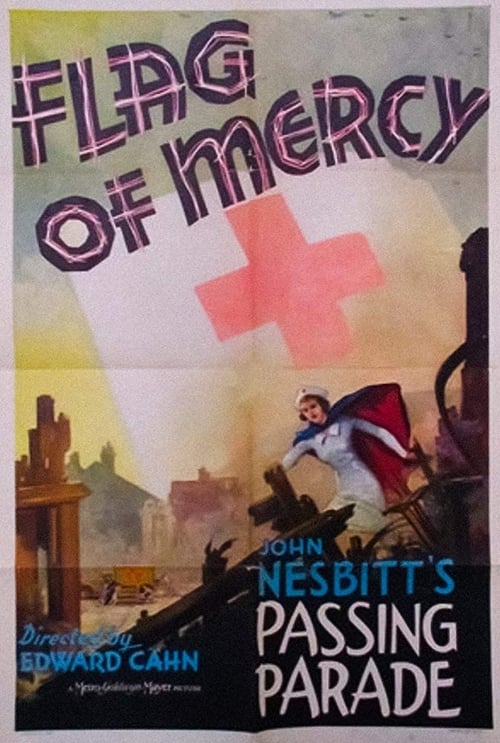 FLAG
OF MERCY
JOHN
NESBITT'S
PASSING
PARADE
Directed by
EDWARD CAHN
A Metro-Goldwyn-Mayer PICTURE